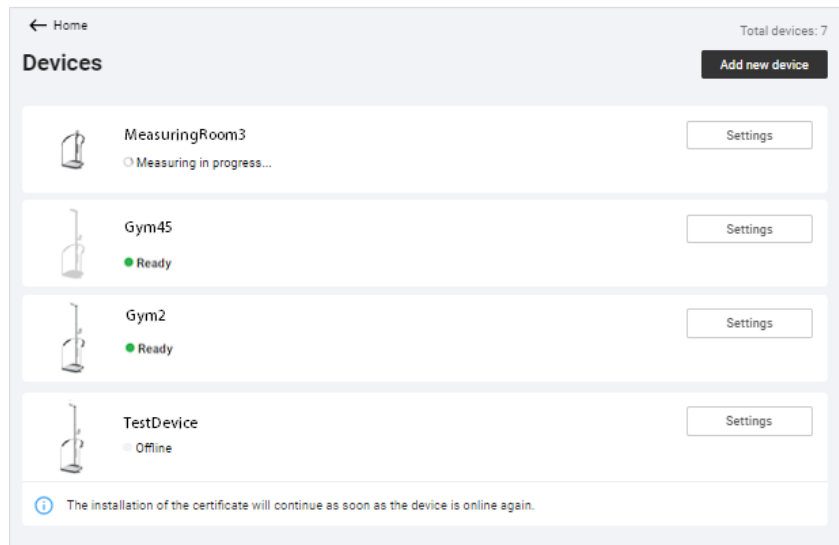 ← Home
Total devices: 7
Devices
Add new device
MeasuringRoom3
Settings
Measuring in progress...
Gym45
Settings
Ready
Gym2
Settings
Ready
TestDevice
Settings
Offline
The installation of the certificate will continue as soon as the device is online again.